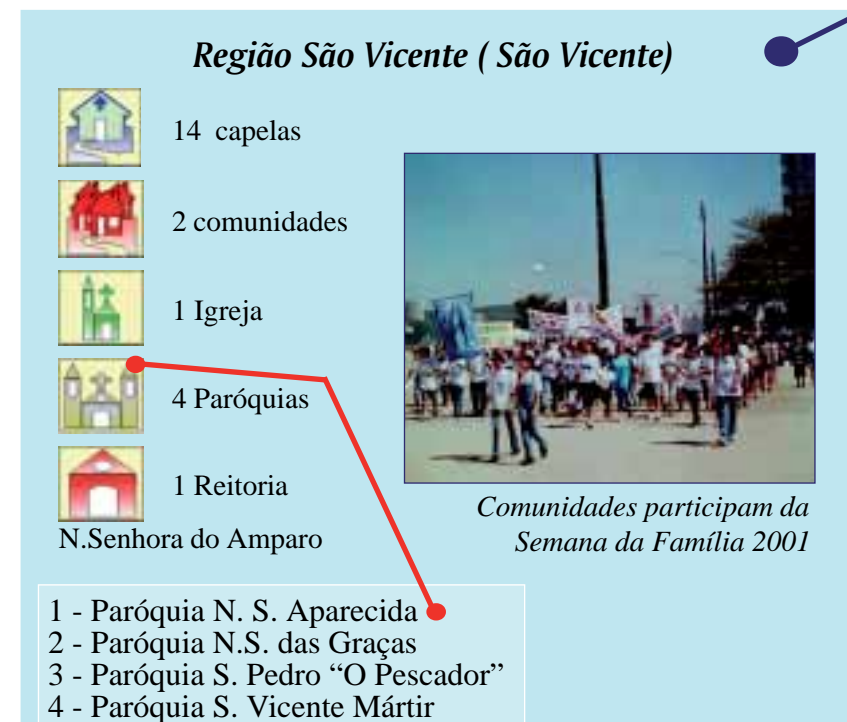 Região São Vicente ( São Vicente)
14 capelas
2 comunidades
1 Igreja
4 Paróquias
1 Reitoria
N.Senhora do Amparo
Comunidades participam da
Semana da Família 2001
1 - Paróquia N. S. Aparecida
2 - Paróquia N.S. das Graças
3 - Paróquia S. Pedro “O Pescador”
4 - Paróquia S. Vicente Mártir